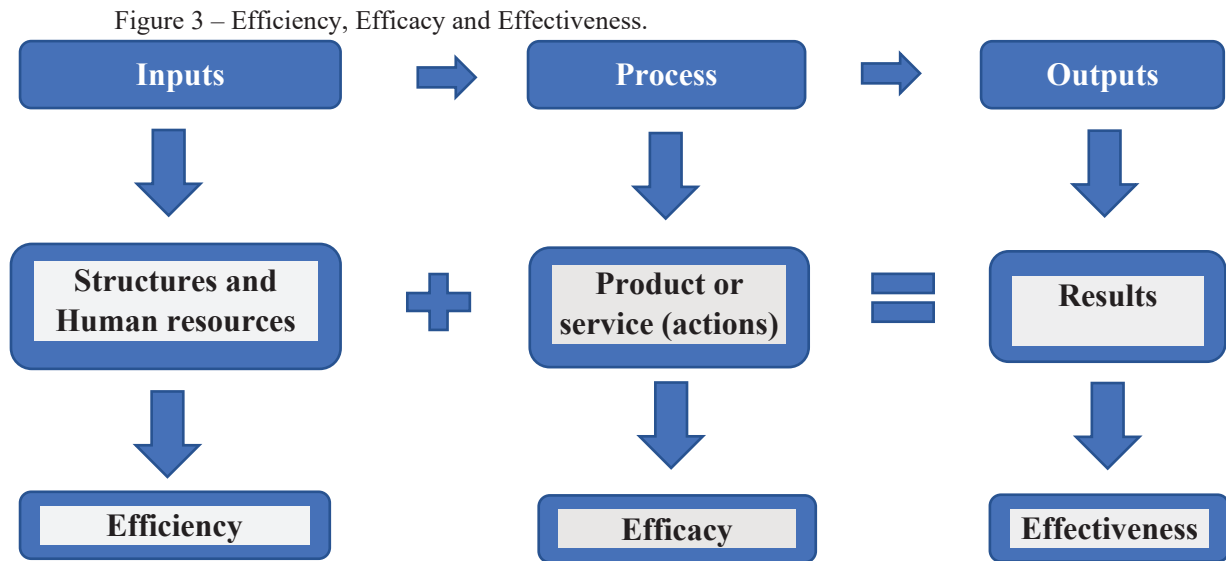 Figure 3 – Efficiency, Efficacy and Effectiveness.
Inputs
Process
Outputs
Structures and
Human resources
Product or
service (actions)
Results
Efficiency
Efficacy
Effectiveness